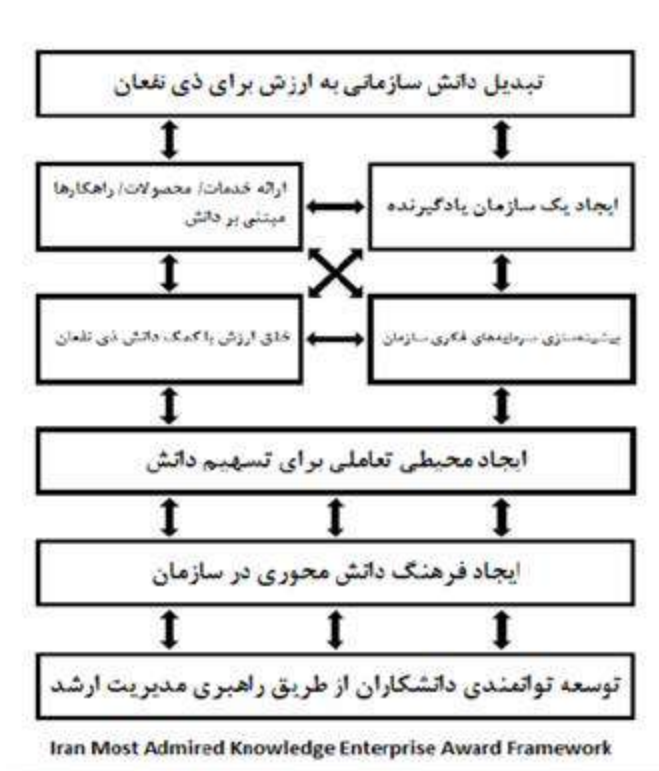 تبدیل دانش سازمانی به ارزش برای ذی نفعان
ایجاد یک سازمان یادگیرنده
ارائه خدمات/ محصولات/ راهکارها
مبتنی بر دانش
بیشینه‌سازی سرمایه‌های فکری سازمان
خلق ارزش با کمک دانش ذی نفعان
ایجاد محیطی تعاملی برای تسهیم دانش
ایجاد فرهنگ دانش محوری در سازمان
توسعه توانمندی دانشکاران از طریق راهبری مدیریت ارشد
Iran Most Admired Knowledge Enterprise Award Framework